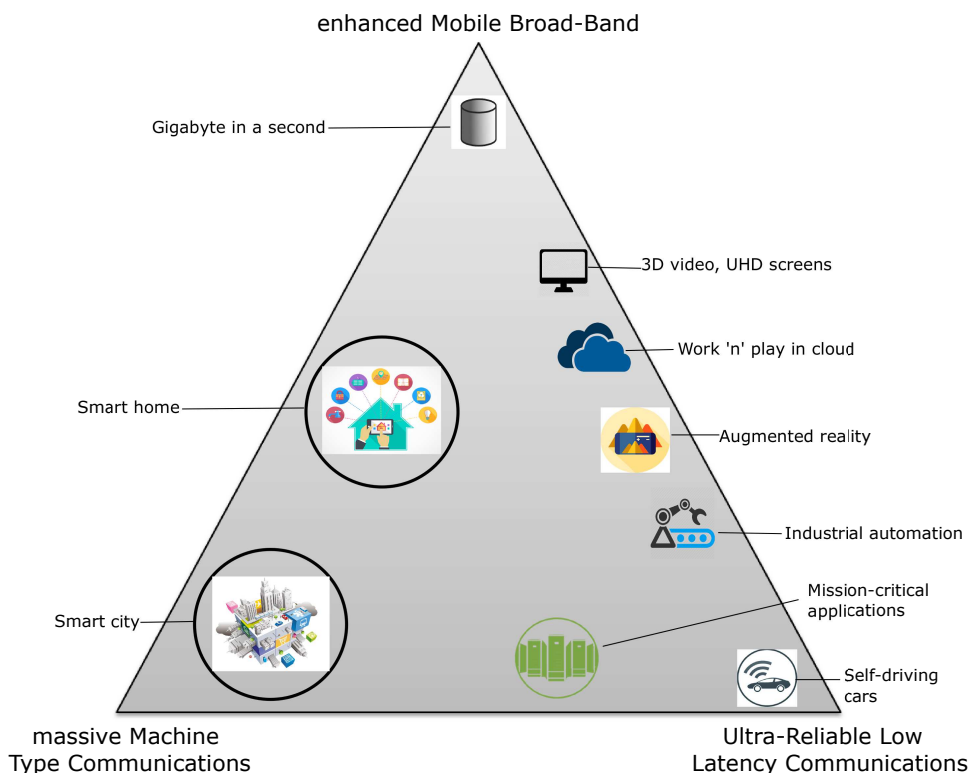 enhanced Mobile Broad-Band
Gigabyte in a second
3D video, UHD screens
Work 'n' play in cloud
Smart home
Augmented reality
Industrial automation
Mission-critical
applications
Smart city
Self-driving
cars
massive Machine
Type Communications
Ultra-Reliable Low
Latency Communications